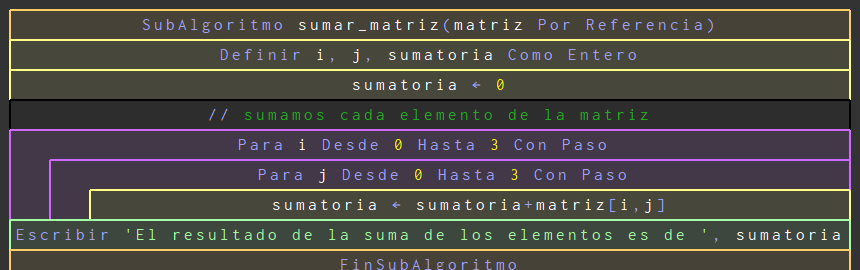 SubAlgoritmo sumar_matriz(matriz Por Referencia)
Definir i, j, sumatoria Como Entero
sumatoria ← 0
// sumamos cada elemento de la matriz
Para i Desde 0 Hasta 3 Con Paso
Para j Desde 0 Hasta 3 Con Paso
sumatoria ← sumatoria+matriz[i,j]
Escribir 'El resultado de la suma de los elementos es de ', sumatoria
FinSubAlgoritmo